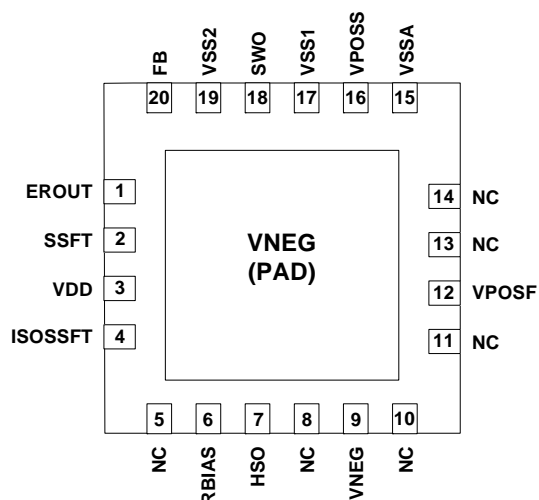 FB
VSS2
SWO
VSS1
VPOSS
VSSA
20
19
18
17
16
15
EROUT 1
SSFT 2
VDD 3
ISOSSFT 4
VNEG
(PAD)
14 NC
13 NC
12 VPOSF
11 NC
5
6
7
8
9
10
NC
RBIAS
HSO
NC
VNEG
NC